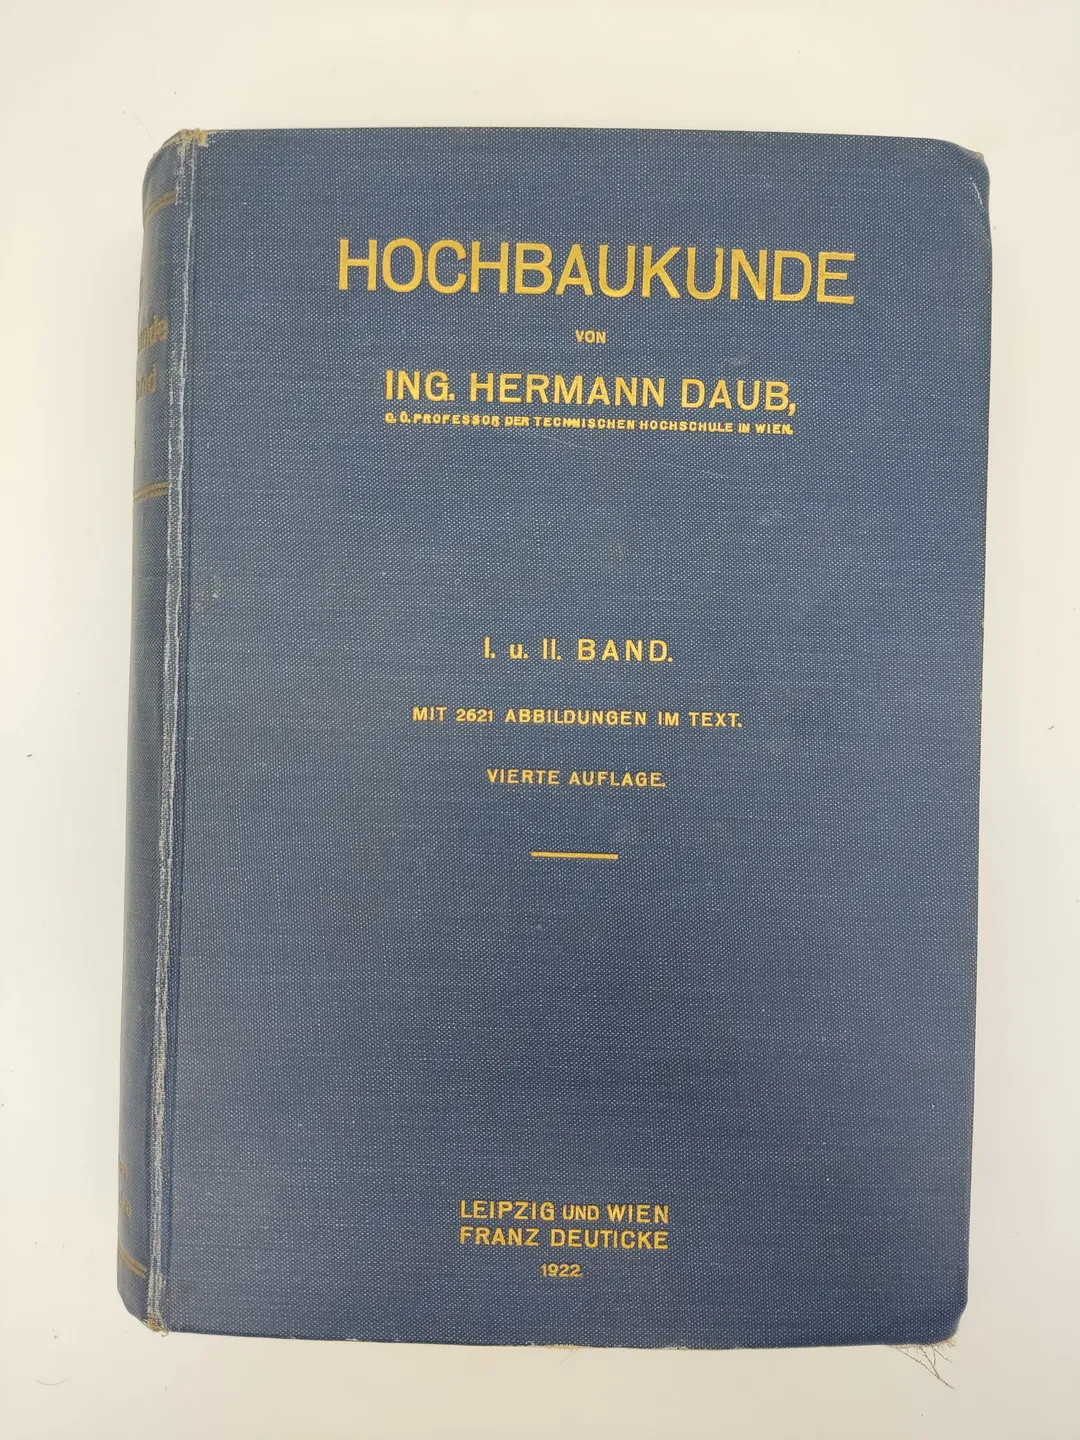 HOCHBAUKUNDE
VON
ING. HERMANN DAUB,
O. Ö. PROFESSOR DER TECHNISCHEN HOCHSCHULE IN WIEN.
I. u. II. BAND.
MIT 2621 ABBILDUNGEN IM TEXT.
VIERTE AUFLAGE.
LEIPZIG UND WIEN
FRANZ DEUTICKE
1922.